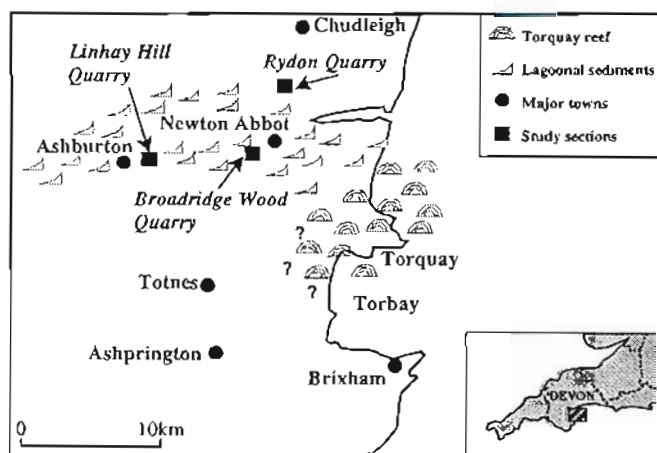 Chudleigh
Linhay Hill
Quarry
Rydon Quarry
Newton Abbot
Ashburton
Broadridge Wood
Quarry
?
?
?
Torquay
Totnes
Torbay
Ashprington
Brixham
0
10km
Torquay reef
Lagoonal sediments
Major towns
Study sections
DEVON